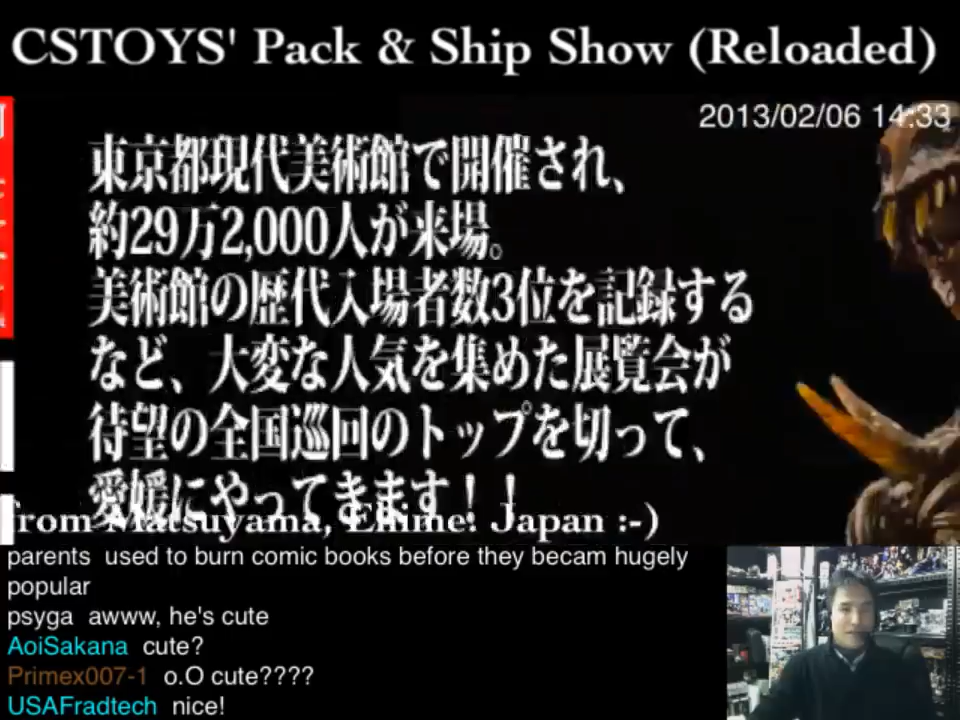 CSTOYS' Pack & Ship Show (Reloaded)
2013/02/06 14:33
東京都現代美術館で開催され、
約29万2,000人が来場。
美術館の歴代入場者数3位を記録する
など、大変な人気を集めた展覧会が
待望の全国巡回のトップを切って、
愛媛にやってきます！！
from Matsuyama, Ehime, Japan :-)
parents used to burn comic books before they becam hugely
popular
psyga awww, he's cute
AoiSakana cute?
Primex007-1 o.O cute????
USAFradtech nice!